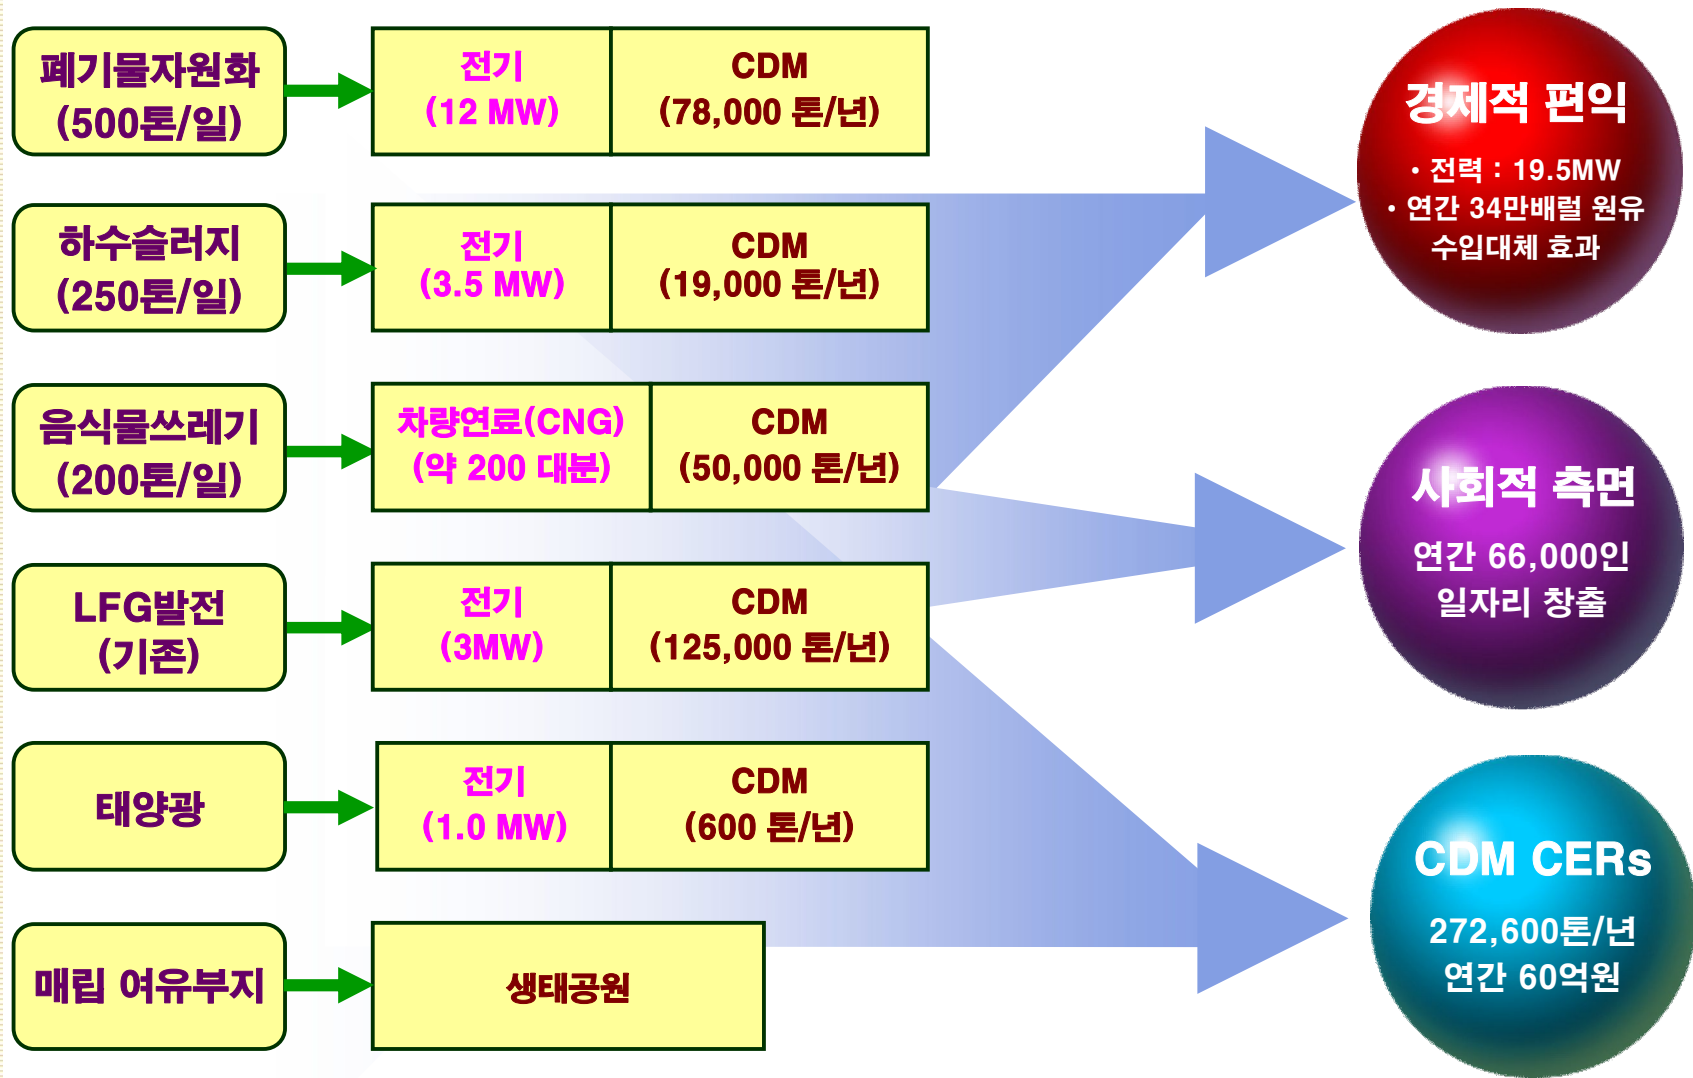 폐기물자원화
(500톤/일)
전기
(12 MW)
CDM
(78,000 톤/년)
하수슬러지
(250톤/일)
전기
(3.5 MW)
CDM
(19,000 톤/년)
음식물쓰레기
(200톤/일)
차량연료(CNG)
(약 200 대분)
CDM
(50,000 톤/년)
LFG발전
(기존)
전기
(3MW)
CDM
(125,000 톤/년)
태양광
전기
(1.0 MW)
CDM
(600 톤/년)
매립 여유부지
생태공원
경제적 편익
• 전력 : 19.5MW
• 연간 34만배럴 원유
수입대체 효과
사회적 측면
연간 66,000인
일자리 창출
CDM CERs
272,600톤/년
연간 60억원